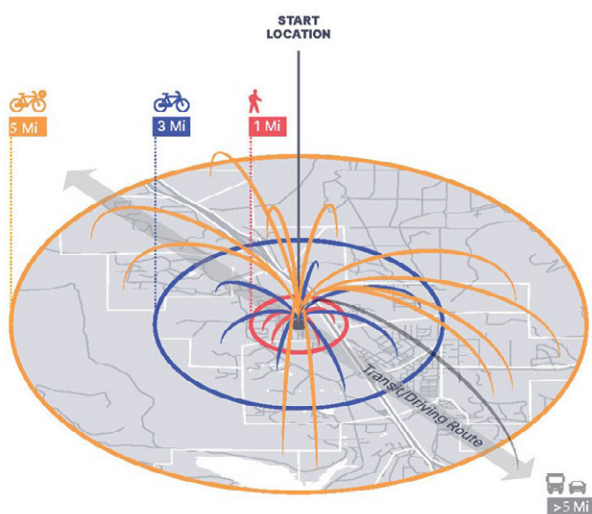 START
LOCATION
5 Mi
3 Mi
1 Mi
Transit/Driving Route
>5 Mi